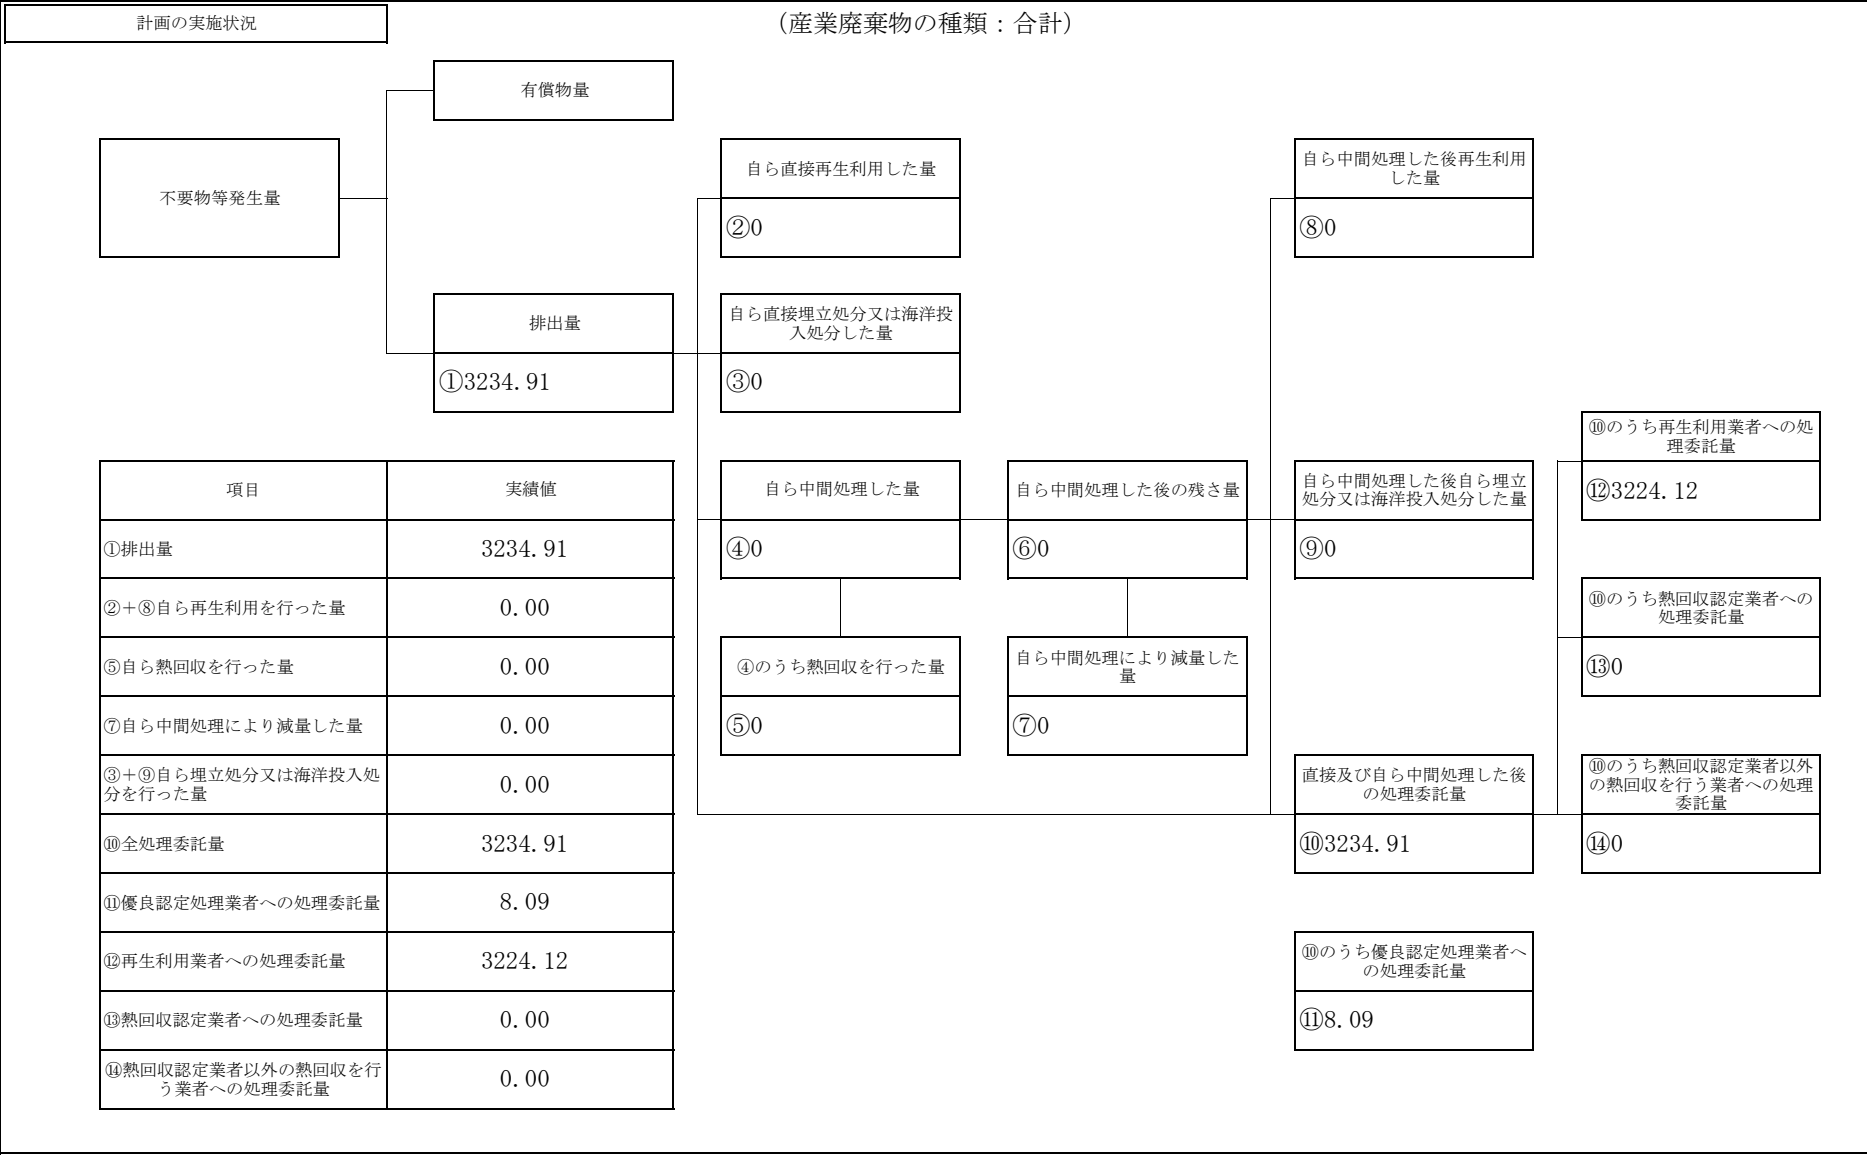 計画の実施状況
（産業廃棄物の種類：合計）
有償物量
不要物等発生量
自ら直接再生利用した量
②0
自ら中間処理した後再生利用
した量
⑧0
排出量
①3234.91
自ら直接埋立処分又は海洋投
入処分した量
③0
⑩のうち再生利用業者への処
理委託量
⑫3224.12
項目
実績値
①排出量
3234.91
②＋⑧自ら再生利用を行った量
0.00
⑤自ら熱回収を行った量
0.00
⑦自ら中間処理により減量した量
0.00
③＋⑨自ら埋立処分又は海洋投入処
分を行った量
0.00
⑩全処理委託量
3234.91
⑪優良認定処理業者への処理委託量
8.09
⑫再生利用業者への処理委託量
3224.12
⑬熱回収認定業者への処理委託量
0.00
⑭熱回収認定業者以外の熱回収を行
う業者への処理委託量
0.00
自ら中間処理した量
④0
自ら中間処理した後の残さ量
⑥0
自ら中間処理した後自ら埋立
処分又は海洋投入処分した量
⑨0
④のうち熱回収を行った量
⑤0
自ら中間処理により減量した
量
⑦0
⑩のうち熱回収認定業者への
処理委託量
⑬0
直接及び自ら中間処理した後
の処理委託量
⑩3234.91
⑩のうち熱回収認定業者以外
の熱回収を行う業者への処理
委託量
⑭0
⑩のうち優良認定処理業者へ
の処理委託量
⑪8.09